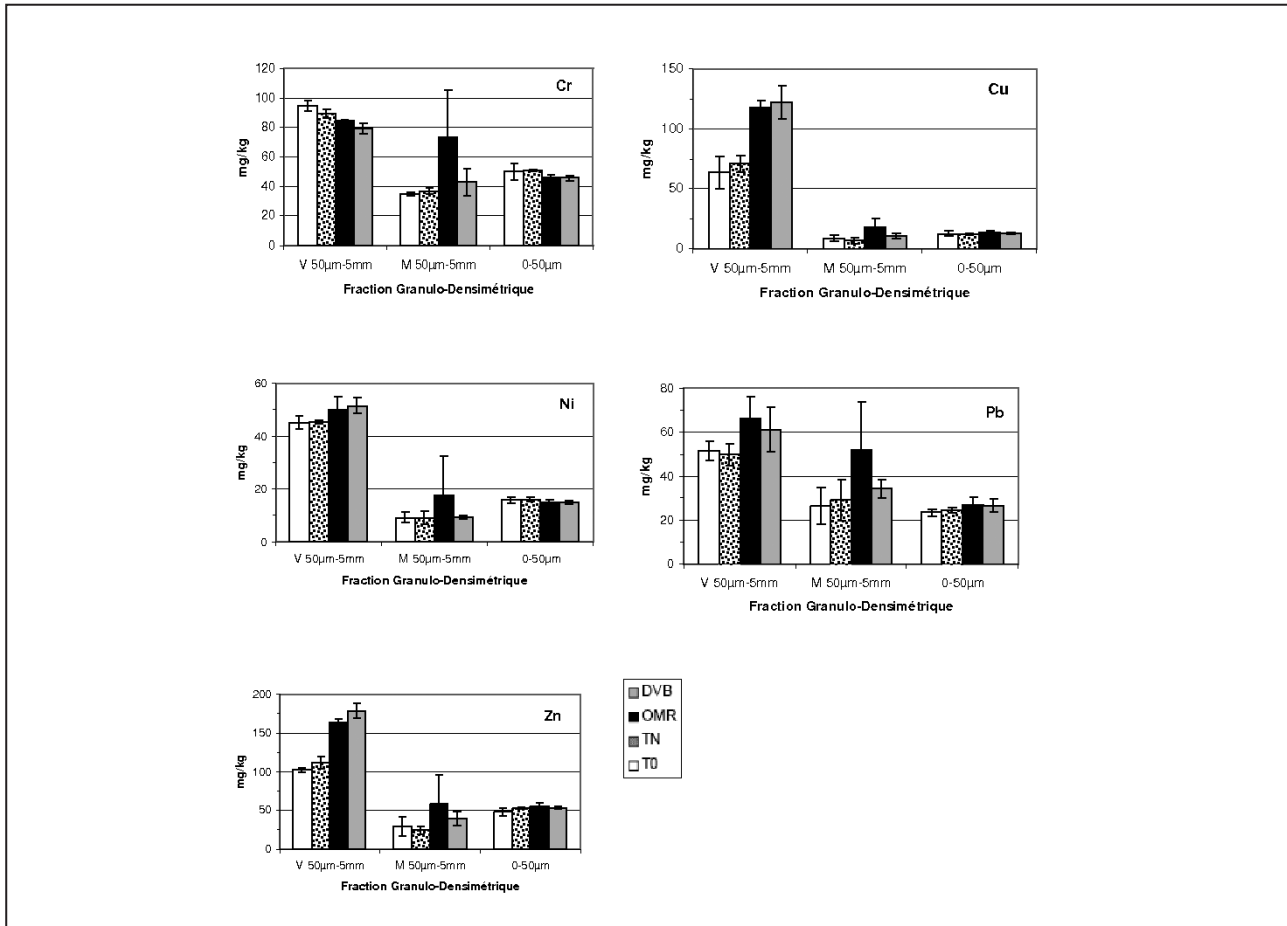 Cr
120
100
80
60
40
20
0
mg/kg
V 50µm-5mm M 50µm-5mm 0-50µm
Fraction Granulo-Densimétrique
Cu
150
100
50
0
mg/kg
V 50µm-5mm M 50µm-5mm 0-50µm
Fraction Granulo-Densimétrique
Ni
60
40
20
0
mg/kg
V 50µm-5mm M 50µm-5mm 0-50µm
Fraction Granulo-Densimétrique
Pb
80
60
40
20
0
mg/kg
V 50µm-5mm M 50µm-5mm 0-50µm
Fraction Granulo-Densimétrique
Zn
200
150
100
50
0
mg/kg
V 50µm-5mm M 50µm-5mm 0-50µm
Fraction Granulo-Densimétrique
DVB
OMR
TN
T0